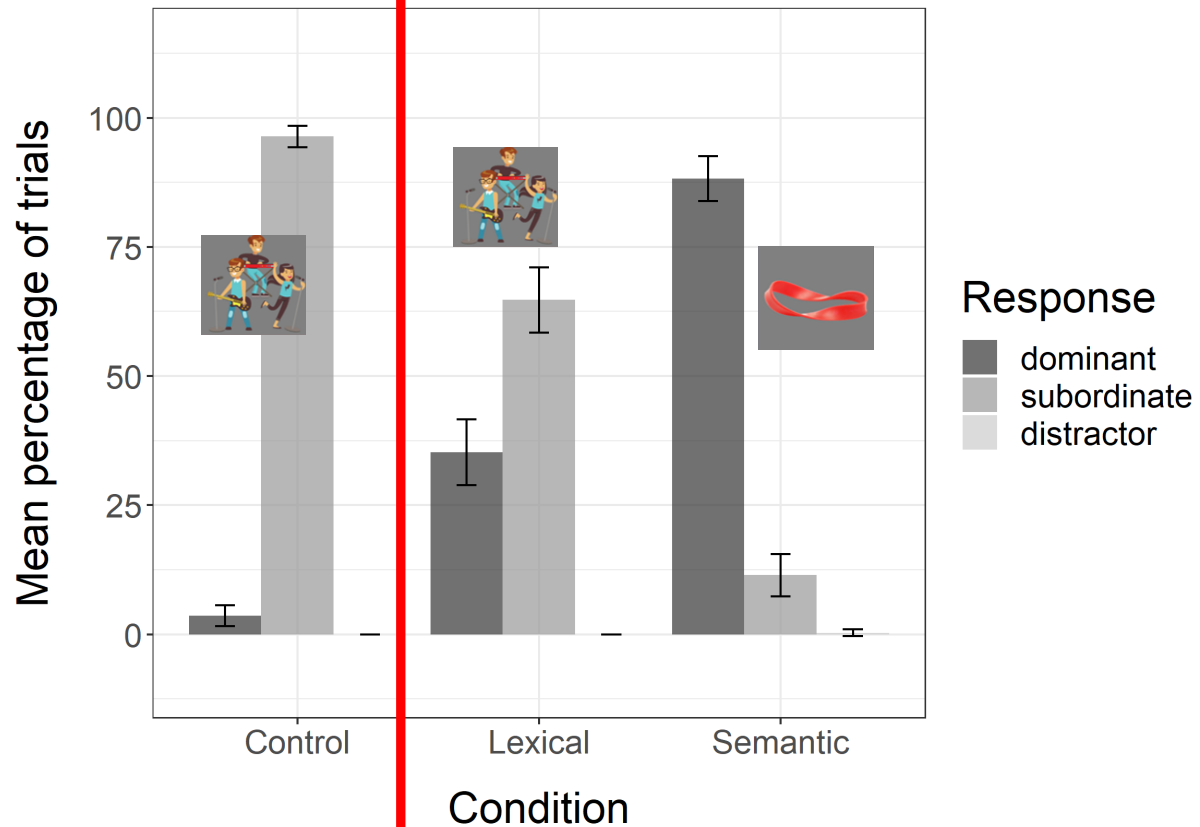 Mean percentage of trials
100
75
50
25
0
Control
Lexical
Semantic
Condition
Response
dominant
subordinate
distractor